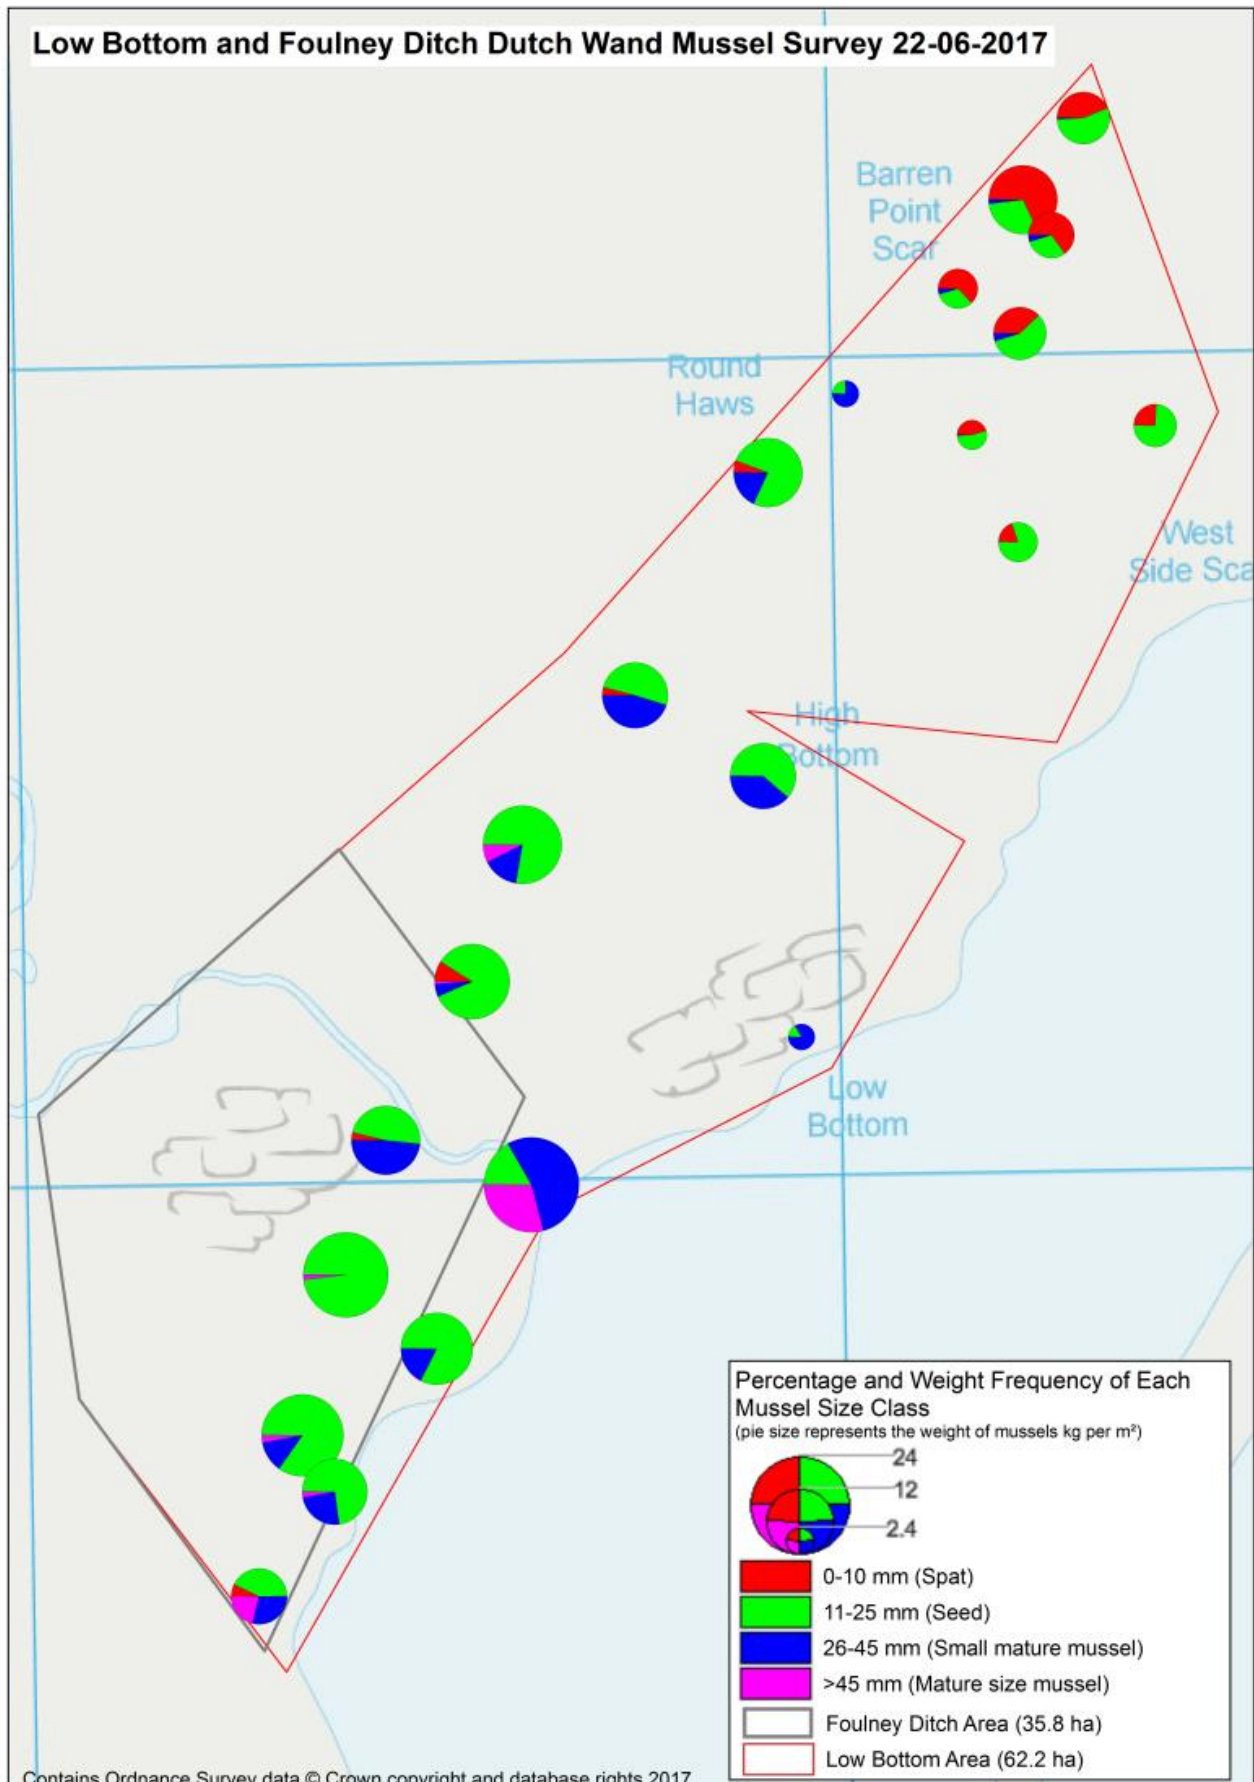 Low Bottom and Foulney Ditch Dutch Wand Mussel Survey 22-06-2017
Barren
Point
Scar
Round
Haws
West
Side Sca
High
Bottom
Low
Bottom
Percentage and Weight Frequency of Each
Mussel Size Class
(pie size represents the weight of mussels kg per m²)
24
12
2.4
0-10 mm (Spat)
11-25 mm (Seed)
26-45 mm (Small mature mussel)
>45 mm (Mature size mussel)
Foulney Ditch Area (35.8 ha)
Low Bottom Area (62.2 ha)
Contains Ordnance Survey data © Crown copyright and database rights 2017